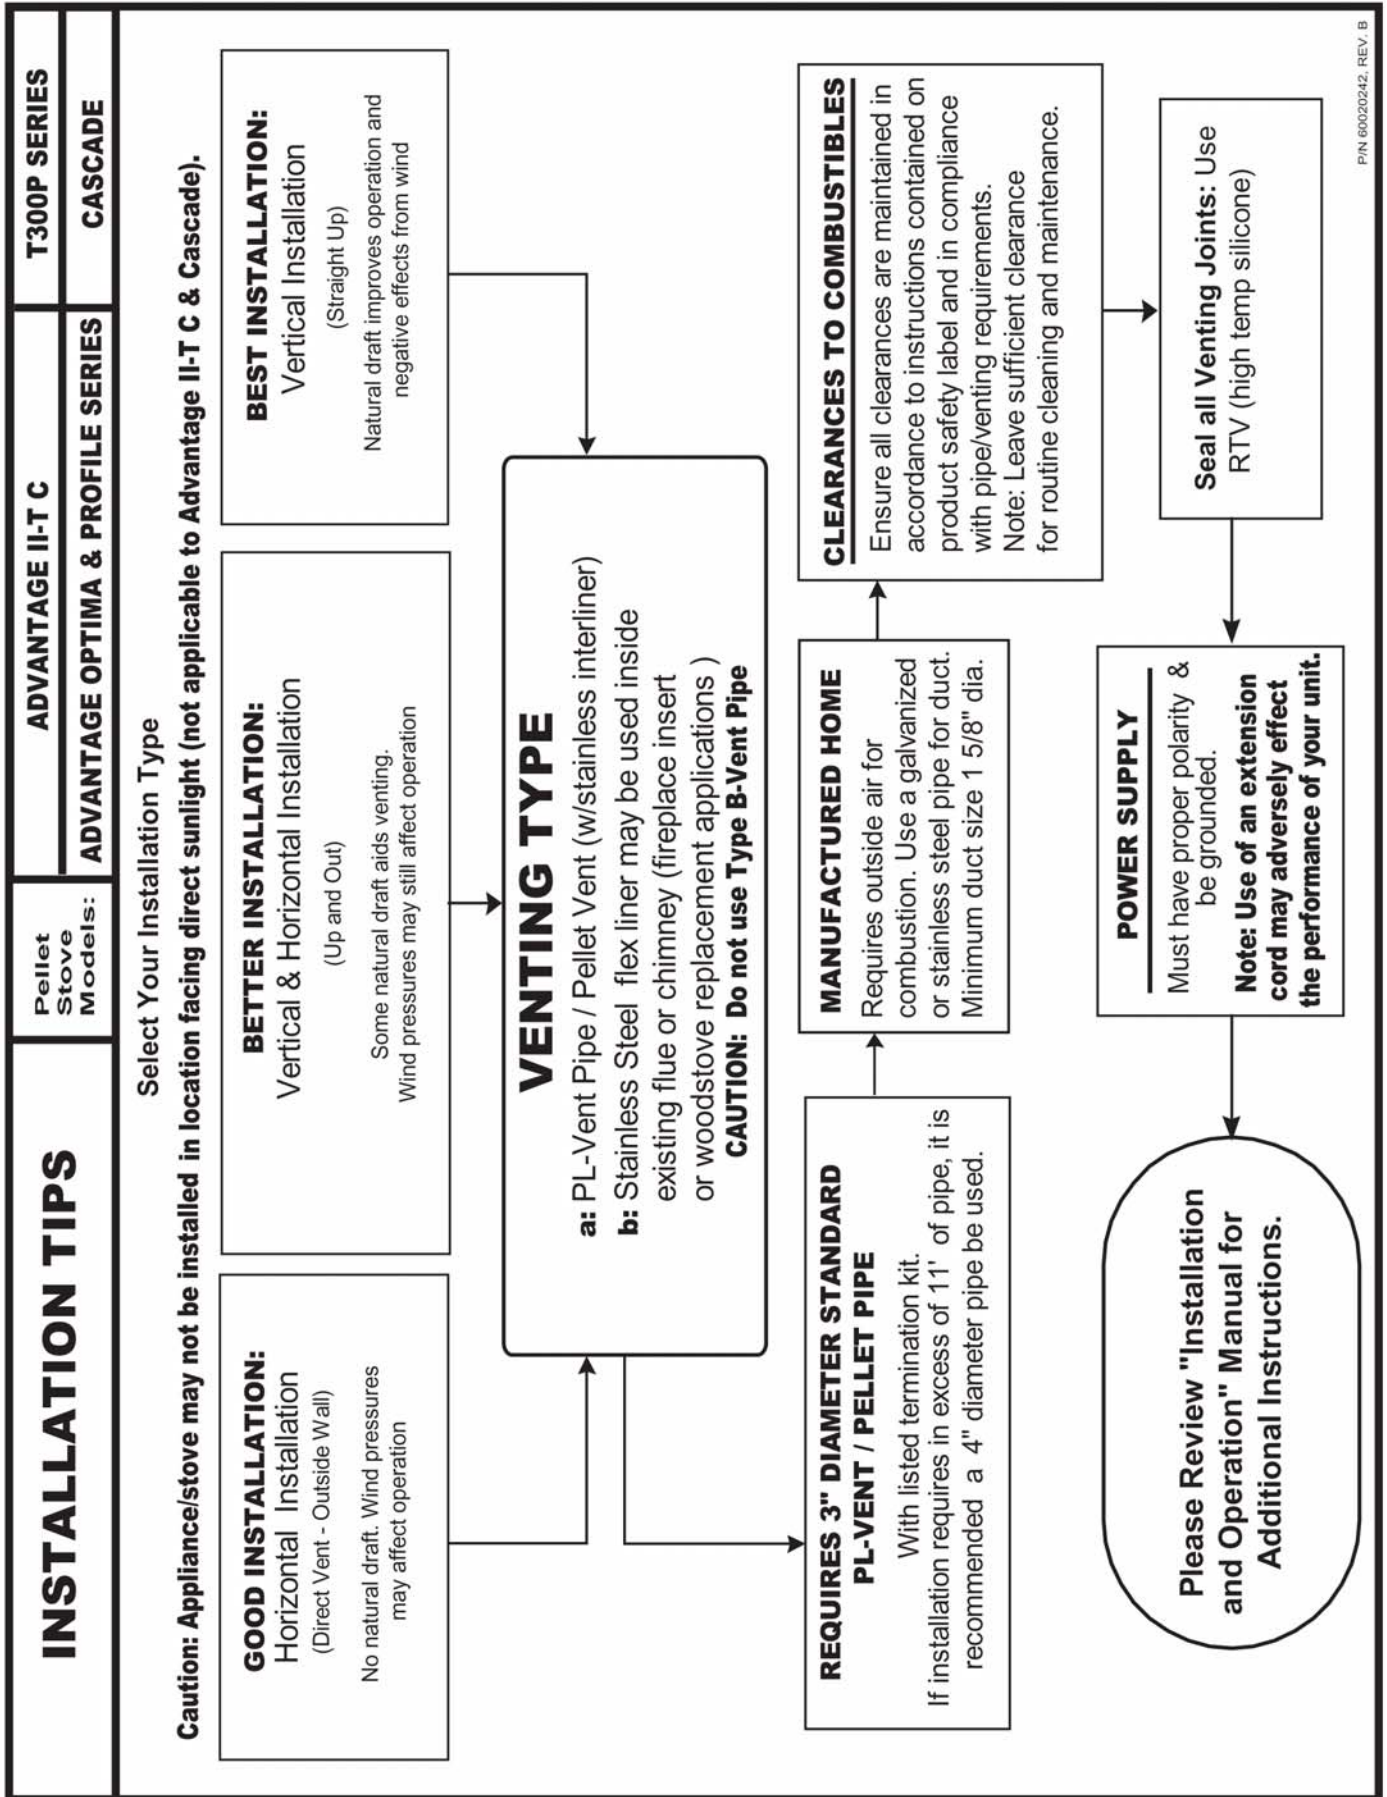 INSTALLATION TIPS
Pellet
Stove
Models:
ADVANTAGE II-T C
T300P SERIES
ADVANTAGE OPTIMA & PROFILE SERIES
CASCADE
Select Your Installation Type
Caution: Appliance/stove may not be installed in location facing direct sunlight (not applicable to Advantage II-T C & Cascade).
GOOD INSTALLATION:
Horizontal Installation
(Direct Vent - Outside Wall)
No natural draft. Wind pressures
may affect operation
BETTER INSTALLATION:
Vertical & Horizontal Installation
(Up and Out)
Some natural draft aids venting.
Wind pressures may still affect operation
BEST INSTALLATION:
Vertical Installation
(Straight Up)
Natural draft improves operation and
negative effects from wind
VENTING TYPE
a: PL-Vent Pipe / Pellet Vent (w/stainless interliner)
b: Stainless Steel flex liner may be used inside
existing flue or chimney (fireplace insert
or woodstove replacement applications )
CAUTION: Do not use Type B-Vent Pipe
REQUIRES 3" DIAMETER STANDARD
PL-VENT / PELLET PIPE
With listed termination kit.
If installation requires in excess of 11' of pipe, it is
recommended a 4" diameter pipe be used.
MANUFACTURED HOME
Requires outside air for
combustion. Use a galvanized
or stainless steel pipe for duct.
Minimum duct size 1 5/8" dia.
CLEARANCES TO COMBUSTIBLES
Ensure all clearances are maintained in
accordance to instructions contained on
product safety label and in compliance
with pipe/venting requirements.
Note: Leave sufficient clearance
for routine cleaning and maintenance.
Seal all Venting Joints: Use
RTV (high temp silicone)
POWER SUPPLY
Must have proper polarity &
be grounded.
Note: Use of an extension
cord may adversely effect
the performance of your unit.
Please Review "Installation
and Operation" Manual for
Additional Instructions.
P/N 60020242, REV. B